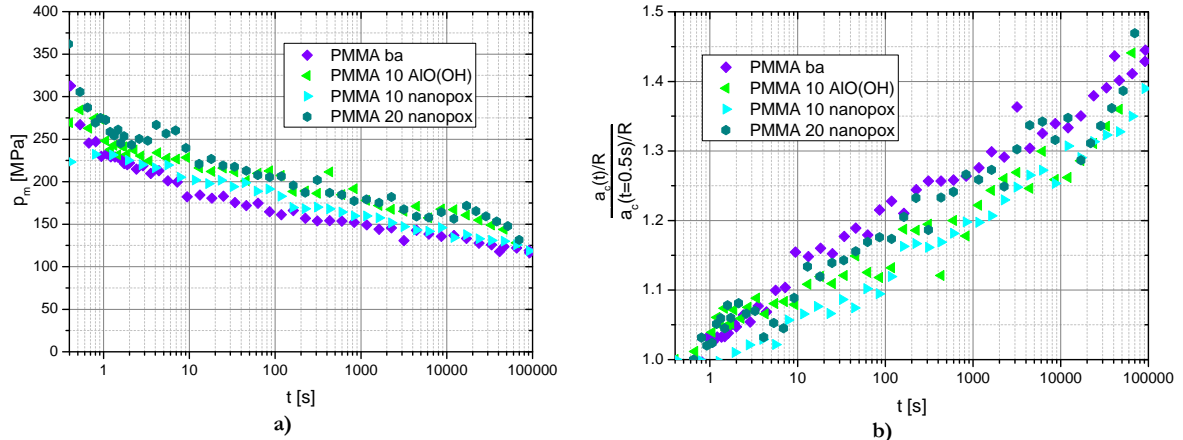 a)
400
350
300
250
200
150
100
50
0
p_m [MPa]
PMMA ba
PMMA 10 AlO(OH)
PMMA 10 nanopox
PMMA 20 nanopox
1 10 100 1000 10000 100000
t [s]
a)
b)
1.5
1.4
1.3
1.2
1.1
1.0
a_c(t)/R
a_c(t=0.5s)/R
PMMA ba
PMMA 10 AlO(OH)
PMMA 10 nanopox
PMMA 20 nanopox
1 10 100 1000 10000 100000
t [s]
b)